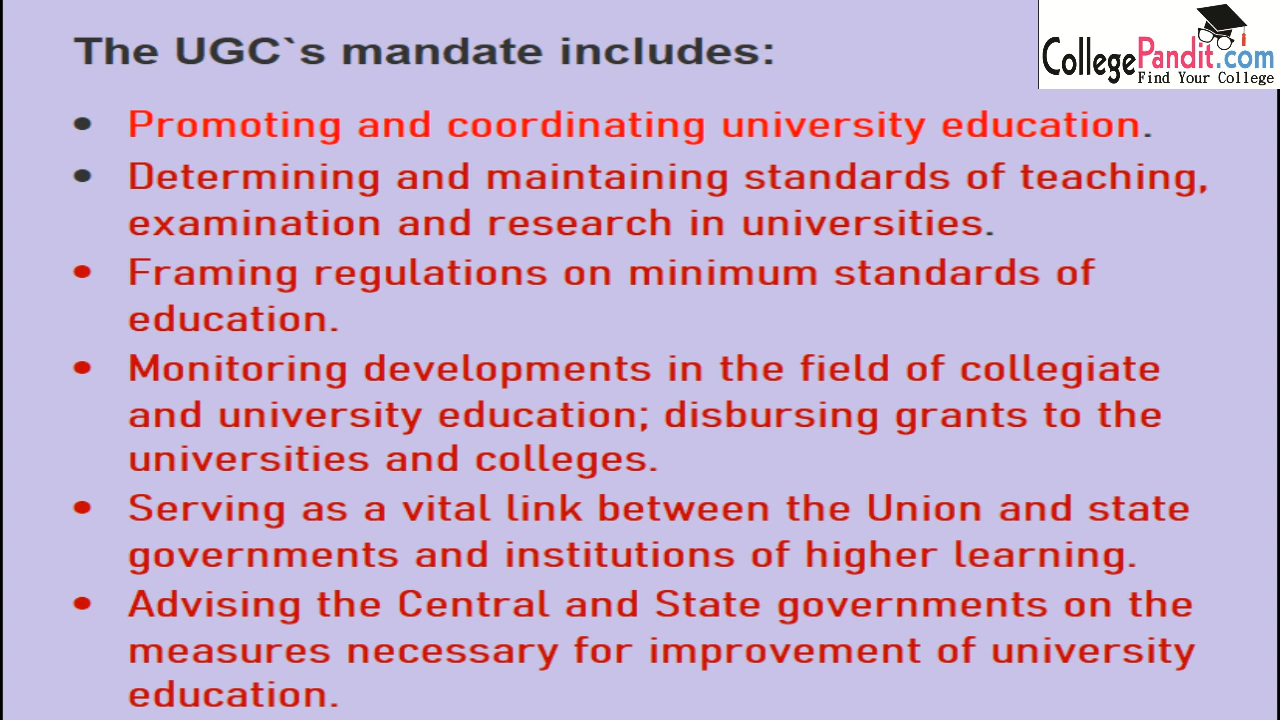 The UGC`s mandate includes:
CollegePandit.com
Find Your College
• Promoting and coordinating university education.
• Determining and maintaining standards of teaching,
examination and research in universities.
• Framing regulations on minimum standards of
education.
• Monitoring developments in the field of collegiate
and university education; disbursing grants to the
universities and colleges.
• Serving as a vital link between the Union and state
governments and institutions of higher learning.
• Advising the Central and State governments on the
measures necessary for improvement of university
education.